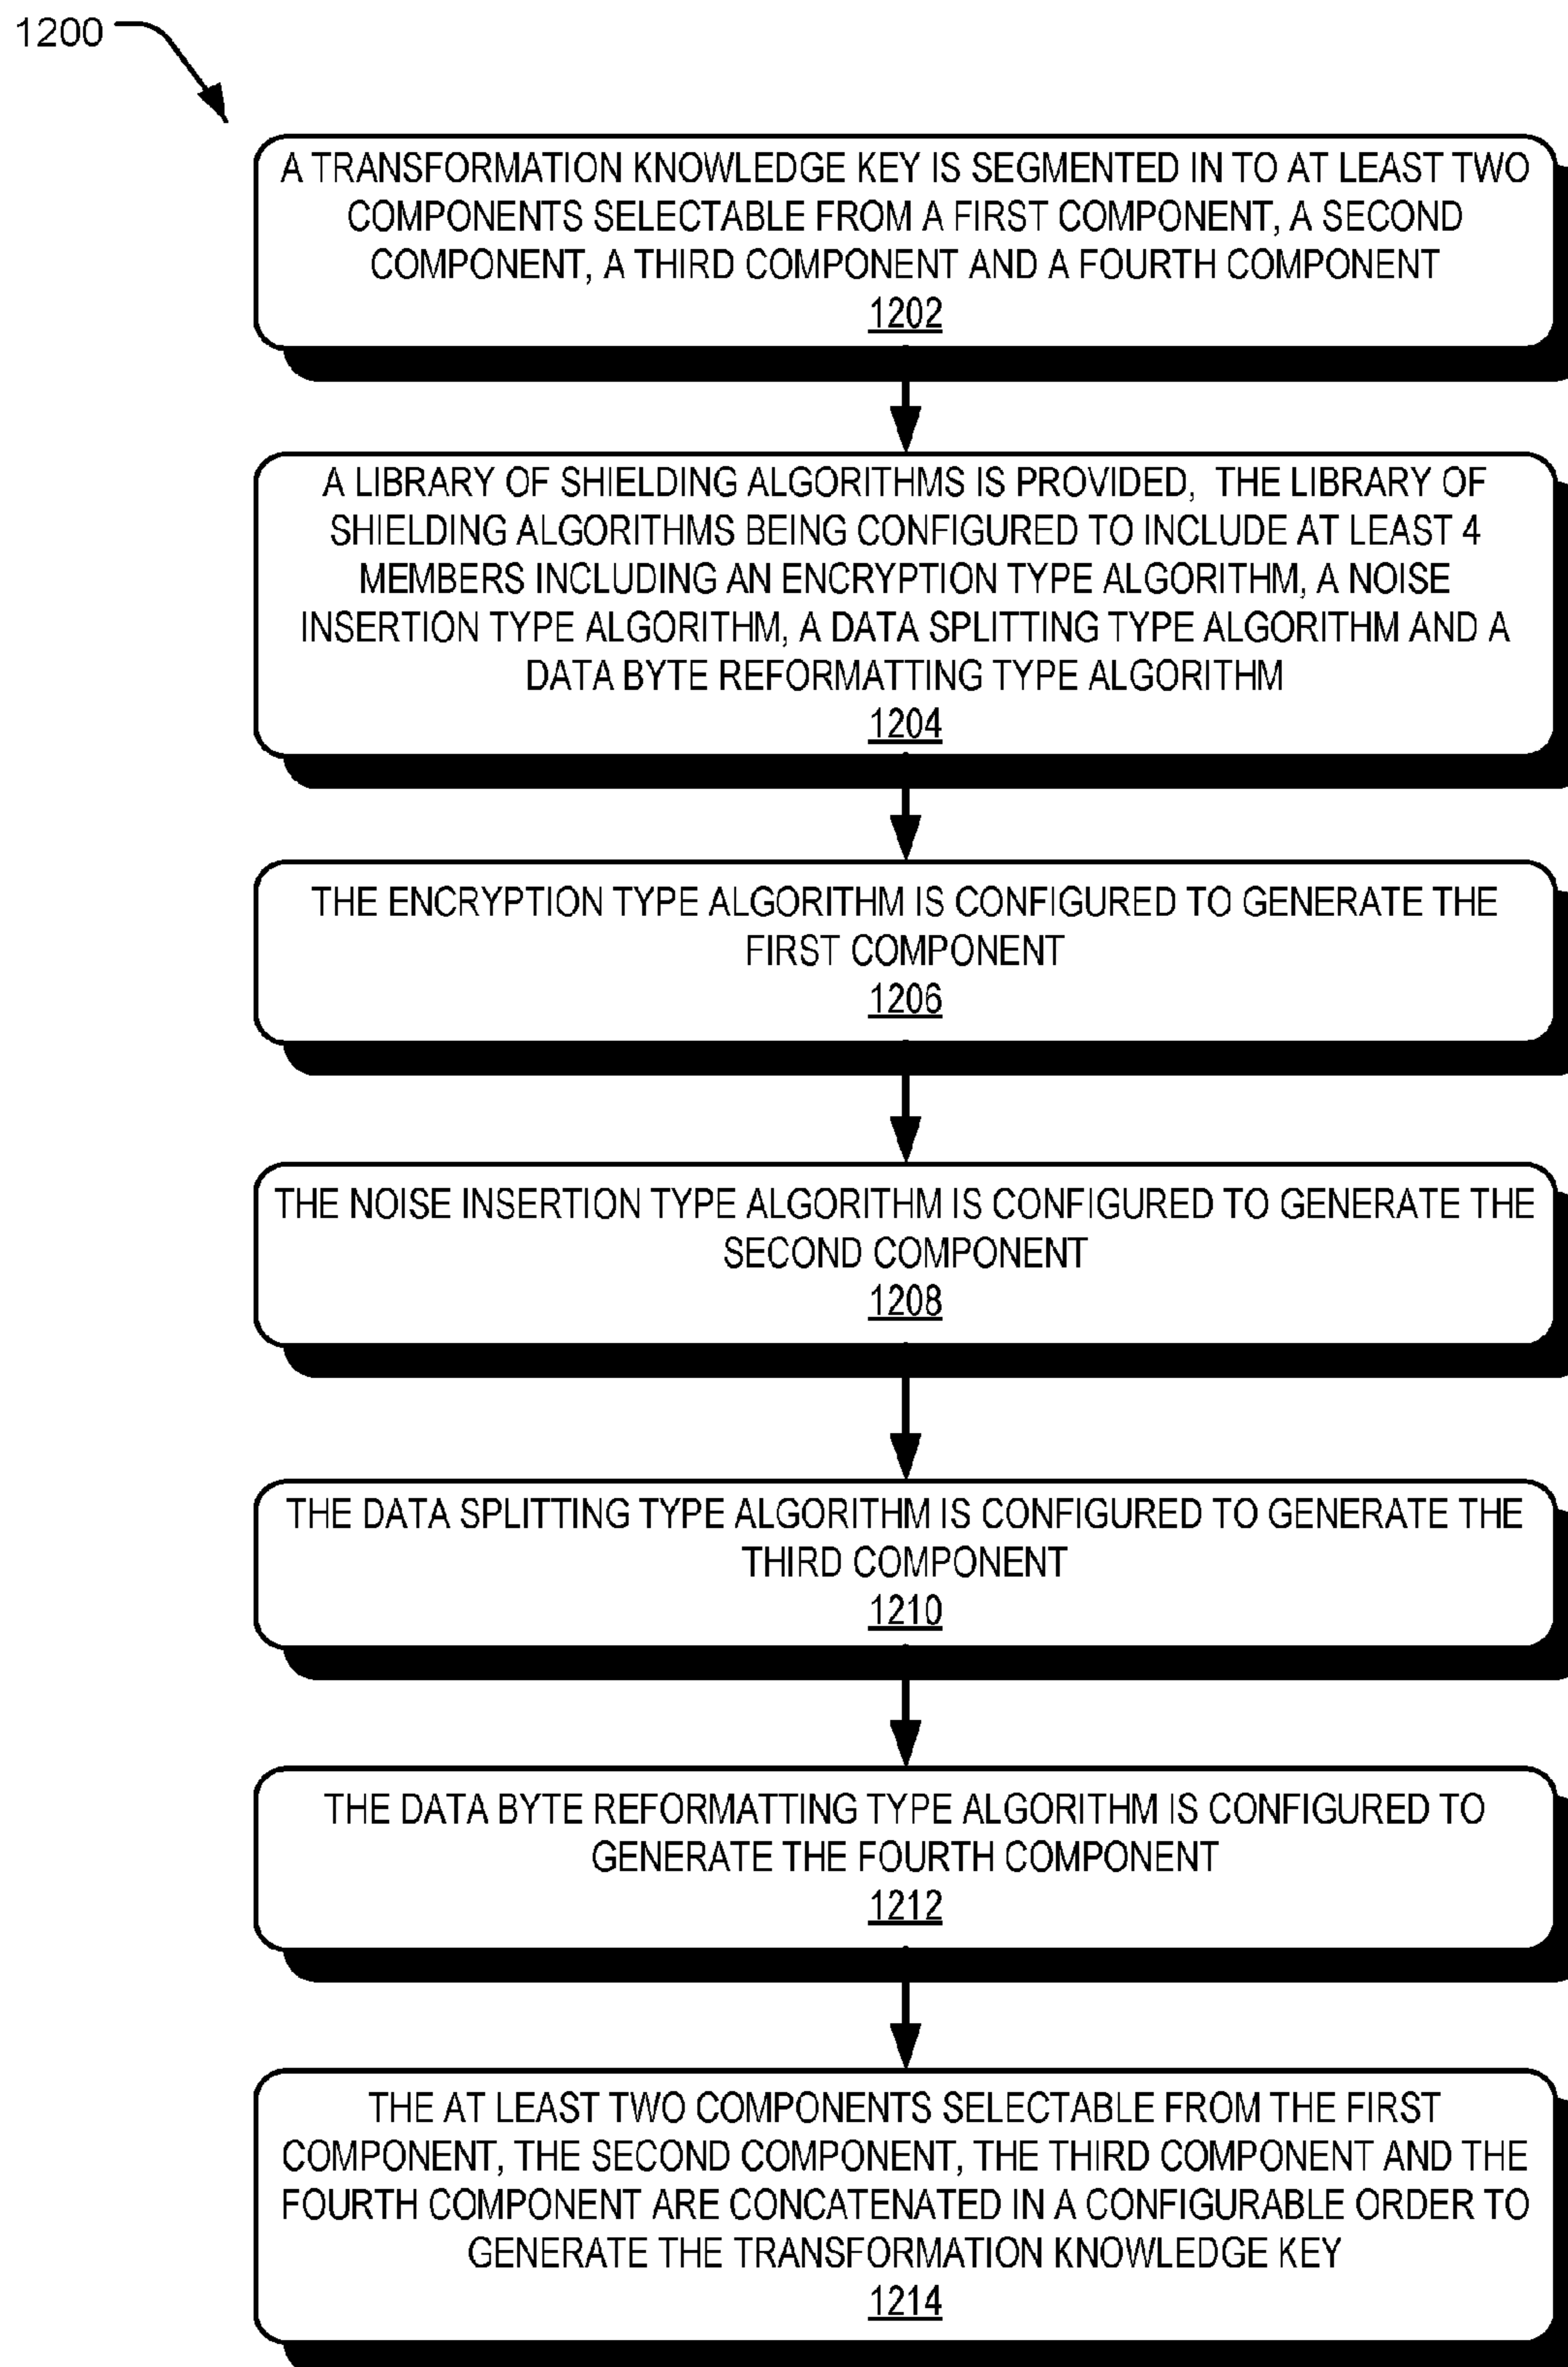 1200
A TRANSFORMATION KNOWLEDGE KEY IS SEGMENTED IN TO AT LEAST TWO
COMPONENTS SELECTABLE FROM A FIRST COMPONENT, A SECOND
COMPONENT, A THIRD COMPONENT AND A FOURTH COMPONENT
1202
A LIBRARY OF SHIELDING ALGORITHMS IS PROVIDED, THE LIBRARY OF
SHIELDING ALGORITHMS BEING CONFIGURED TO INCLUDE AT LEAST 4
MEMBERS INCLUDING AN ENCRYPTION TYPE ALGORITHM, A NOISE
INSERTION TYPE ALGORITHM, A DATA SPLITTING TYPE ALGORITHM AND A
DATA BYTE REFORMATTING TYPE ALGORITHM
1204
THE ENCRYPTION TYPE ALGORITHM IS CONFIGURED TO GENERATE THE
FIRST COMPONENT
1206
THE NOISE INSERTION TYPE ALGORITHM IS CONFIGURED TO GENERATE THE
SECOND COMPONENT
1208
THE DATA SPLITTING TYPE ALGORITHM IS CONFIGURED TO GENERATE THE
THIRD COMPONENT
1210
THE DATA BYTE REFORMATTING TYPE ALGORITHM IS CONFIGURED TO
GENERATE THE FOURTH COMPONENT
1212
THE AT LEAST TWO COMPONENTS SELECTABLE FROM THE FIRST
COMPONENT, THE SECOND COMPONENT, THE THIRD COMPONENT AND THE
FOURTH COMPONENT ARE CONCATENATED IN A CONFIGURABLE ORDER TO
GENERATE THE TRANSFORMATION KNOWLEDGE KEY
1214